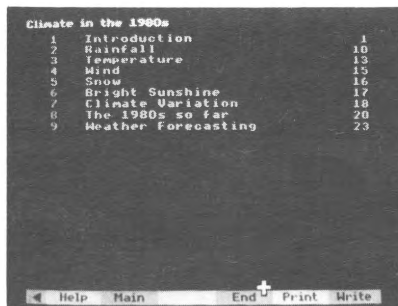 Climate in the 1980s
1 Introduction 1
2 Rainfall 10
3 Temperature 13
4 Wind 15
5 Snow 16
6 Bright Sunshine 17
7 Climate Variation 18
8 The 1980s so far 20
9 Weather Forecasting 23
Help Main End Print Write